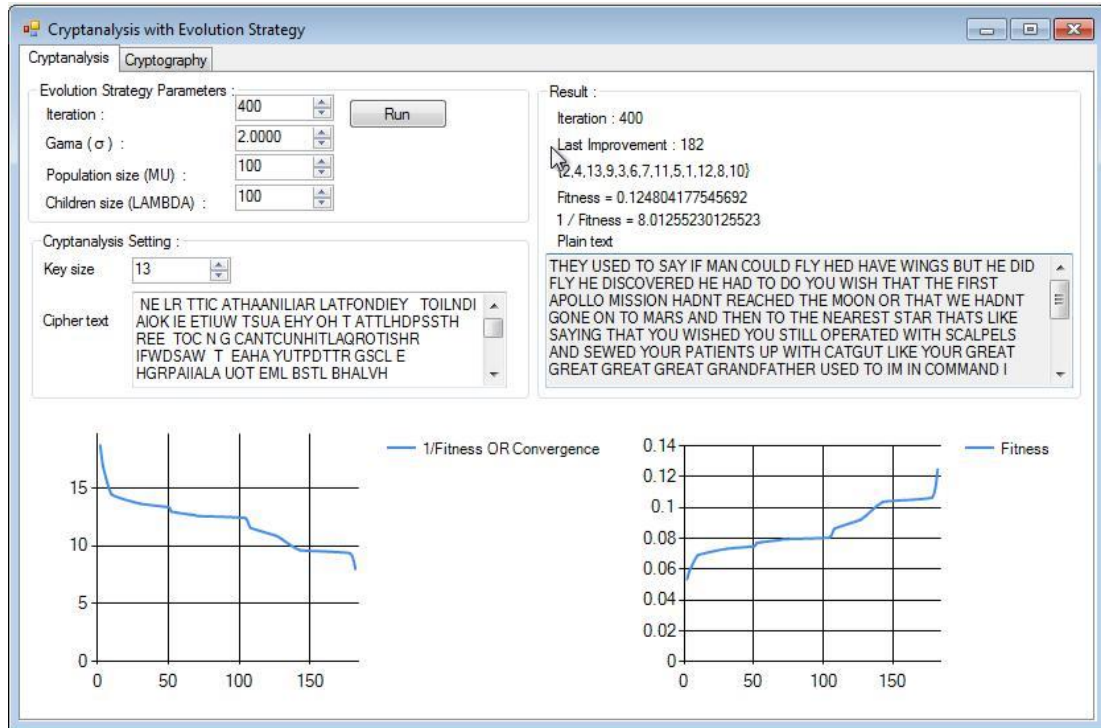 Cryptanalysis with Evolution Strategy
Cryptanalysis
Cryptography
Evolution Strategy Parameters :
Iteration :
400
Run
Gama ( σ ) :
2.0000
Population size (MU) :
100
Children size (LAMBDA) :
100
Cryptanalysis Setting :
Key size
13
Cipher text
NE LR TTIC ATHAANILIAR LATFONDIEY TOILNDI
AIOK IE ETIUW TSUA EHY OH T ATTLHDPSSTH
REE TOC N G CANTCUNHITLAQROTISHR
IFWDSAW T EAHA YUTPDTTR GSCL E
HGRPAIIALA UOT EML BSTL BHALVH
Result :
Iteration : 400
Last Improvement : 182
{2,4,13,9,3,6,7,11,5,1,12,8,10}
Fitness = 0.124804177545692
1 / Fitness = 8.01255230125523
Plain text
THEY USED TO SAY IF MAN COULD FLY HED HAVE WINGS BUT HE DID
FLY HE DISCOVERED HE HAD TO DO YOU WISH THAT THE FIRST
APOLLO MISSION HADNT REACHED THE MOON OR THAT WE HADNT
GONE ON TO MARS AND THEN TO THE NEAREST STAR THATS LIKE
SAYING THAT YOU WISHED YOU STILL OPERATED WITH SCALPELS
AND SEWED YOUR PATIENTS UP WITH CATGUT LIKE YOUR GREAT
GREAT GREAT GREAT GRANDFATHER USED TO IM IN COMMAND I
1/Fitness OR Convergence
15
10
5
0
0 50 100 150
Fitness
0.14
0.12
0.1
0.08
0.06
0.04
0.02
0
0 50 100 150